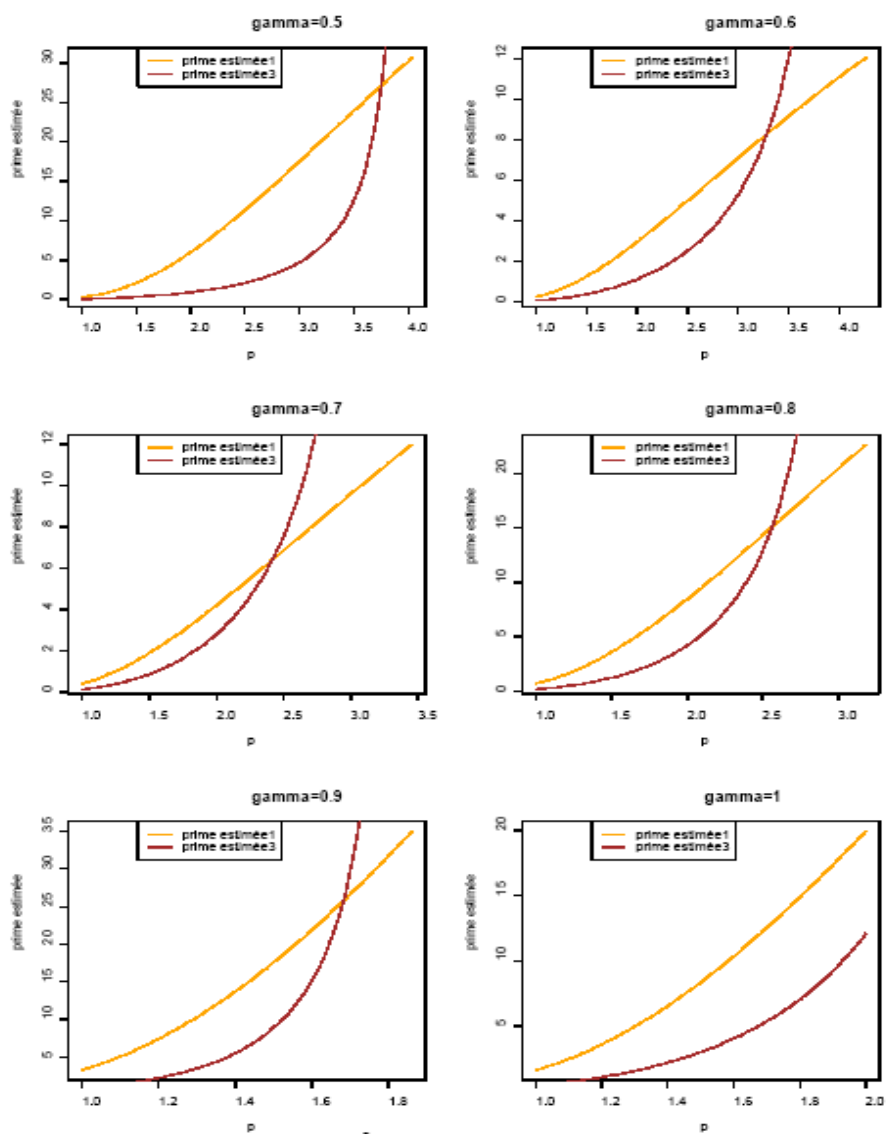 gamma=0.5
prime estimée1
prime estimée3
prime estimée
0 5 10 15 20 25 30
1.0 1.5 2.0 2.5 3.0 3.5 4.0
p
gamma=0.6
prime estimée1
prime estimée3
prime estimée
0 2 4 6 8 10 12
1.0 1.5 2.0 2.5 3.0 3.5 4.0
p
gamma=0.7
prime estimée1
prime estimée3
prime estimée
0 2 4 6 8 10 12
1.0 1.5 2.0 2.5 3.0 3.5
p
gamma=0.8
prime estimée1
prime estimée3
prime estimée
0 5 10 15 20
1.0 1.5 2.0 2.5 3.0
p
gamma=0.9
prime estimée1
prime estimée3
prime estimée
5 10 15 20 25 30 35
1.0 1.2 1.4 1.6 1.8
p
gamma=1
prime estimée1
prime estimée3
prime estimée
5 10 15 20
1.0 1.2 1.4 1.6 1.8 2.0
p